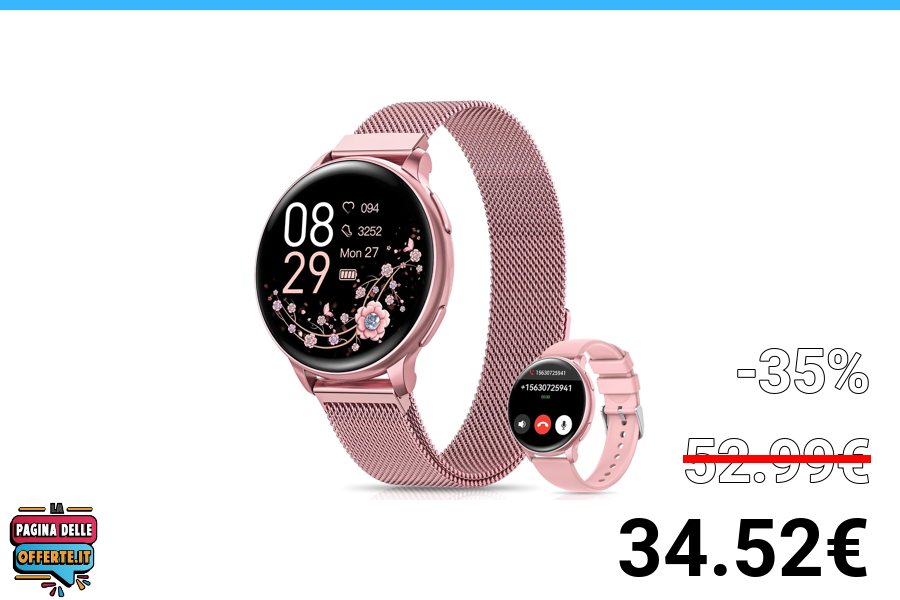 08
29
094
3252
Mon 27
15630725941
+15630725941
-35%
52.99€
34.52€
LA
PAGINA DELLE
OFFERTE.IT